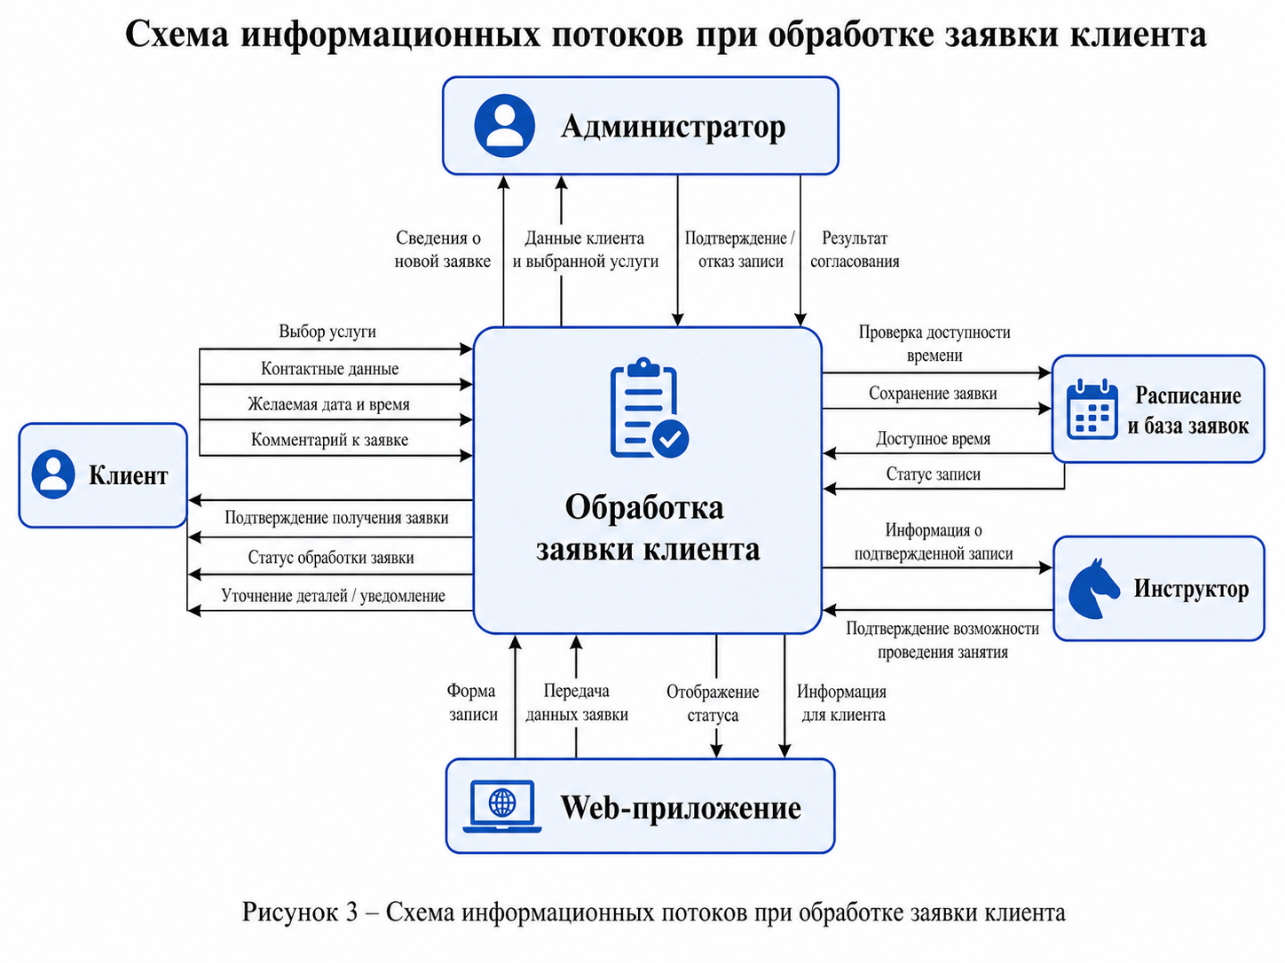 Схема информационных потоков при обработке заявки клиента
Администратор
Сведения о
новой заявке
Данные клиента
и выбранной услуги
Подтверждение /
отказ записи
Результат
согласования
Выбор услуги
Контактные данные
Желаемая дата и время
Комментарий к заявке
Клиент
Подтверждение получения заявки
Статус обработки заявки
Уточнение деталей / уведомление
Обработка
заявки клиента
Проверка доступности
времени
Сохранение заявки
Доступное время
Статус записи
Расписание
и база заявок
Информация о
подтвержденной записи
Инструктор
Подтверждение возможности
проведения занятия
Форма
записи
Передача
данных заявки
Отображение
статуса
Информация
для клиента
Web-приложение
Рисунок 3 – Схема информационных потоков при обработке заявки клиента